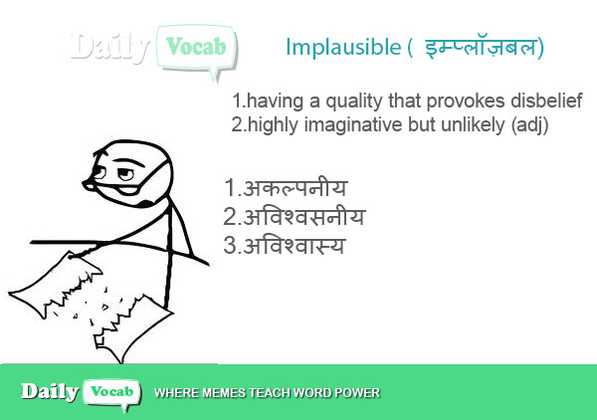 Daily Vocab
Implausible ( इम्प्लॉज़बल)
1.having a quality that provokes disbelief
2.highly imaginative but unlikely (adj)
1.अकल्पनीय
2.अविश्वसनीय
3.अविश्वास्य
Daily Vocab WHERE MEMES TEACH WORD POWER